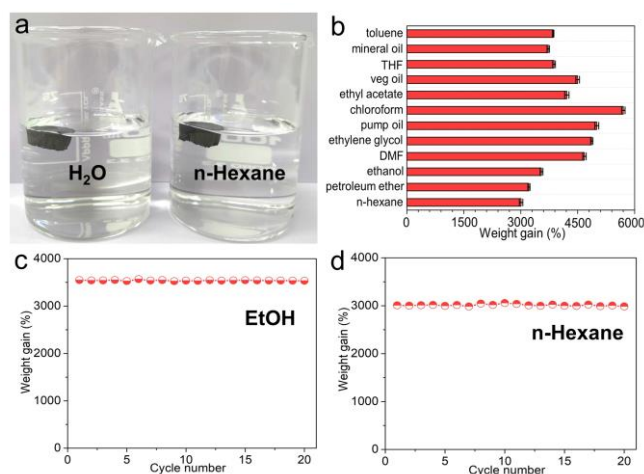 a
H₂O
n-Hexane
b
toluene
mineral oil
THF
veg oil
ethyl acetate
chloroform
pump oil
ethylene glycol
DMF
ethanol
petroleum ether
n-hexane
0 1500 3000 4500 6000
Weight gain (%)
c
4000
3000
2000
1000
0
Weight gain (%)
EtOH
0 5 10 15 20
Cycle number
d
4000
3000
2000
1000
0
Weight gain (%)
n-Hexane
0 5 10 15 20
Cycle number